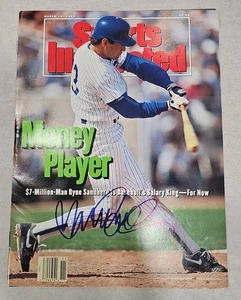 Sports
Illustrated
Money
Player
$7-Million-Man Ryne Sandberg is Baseball's Salary King—For Now